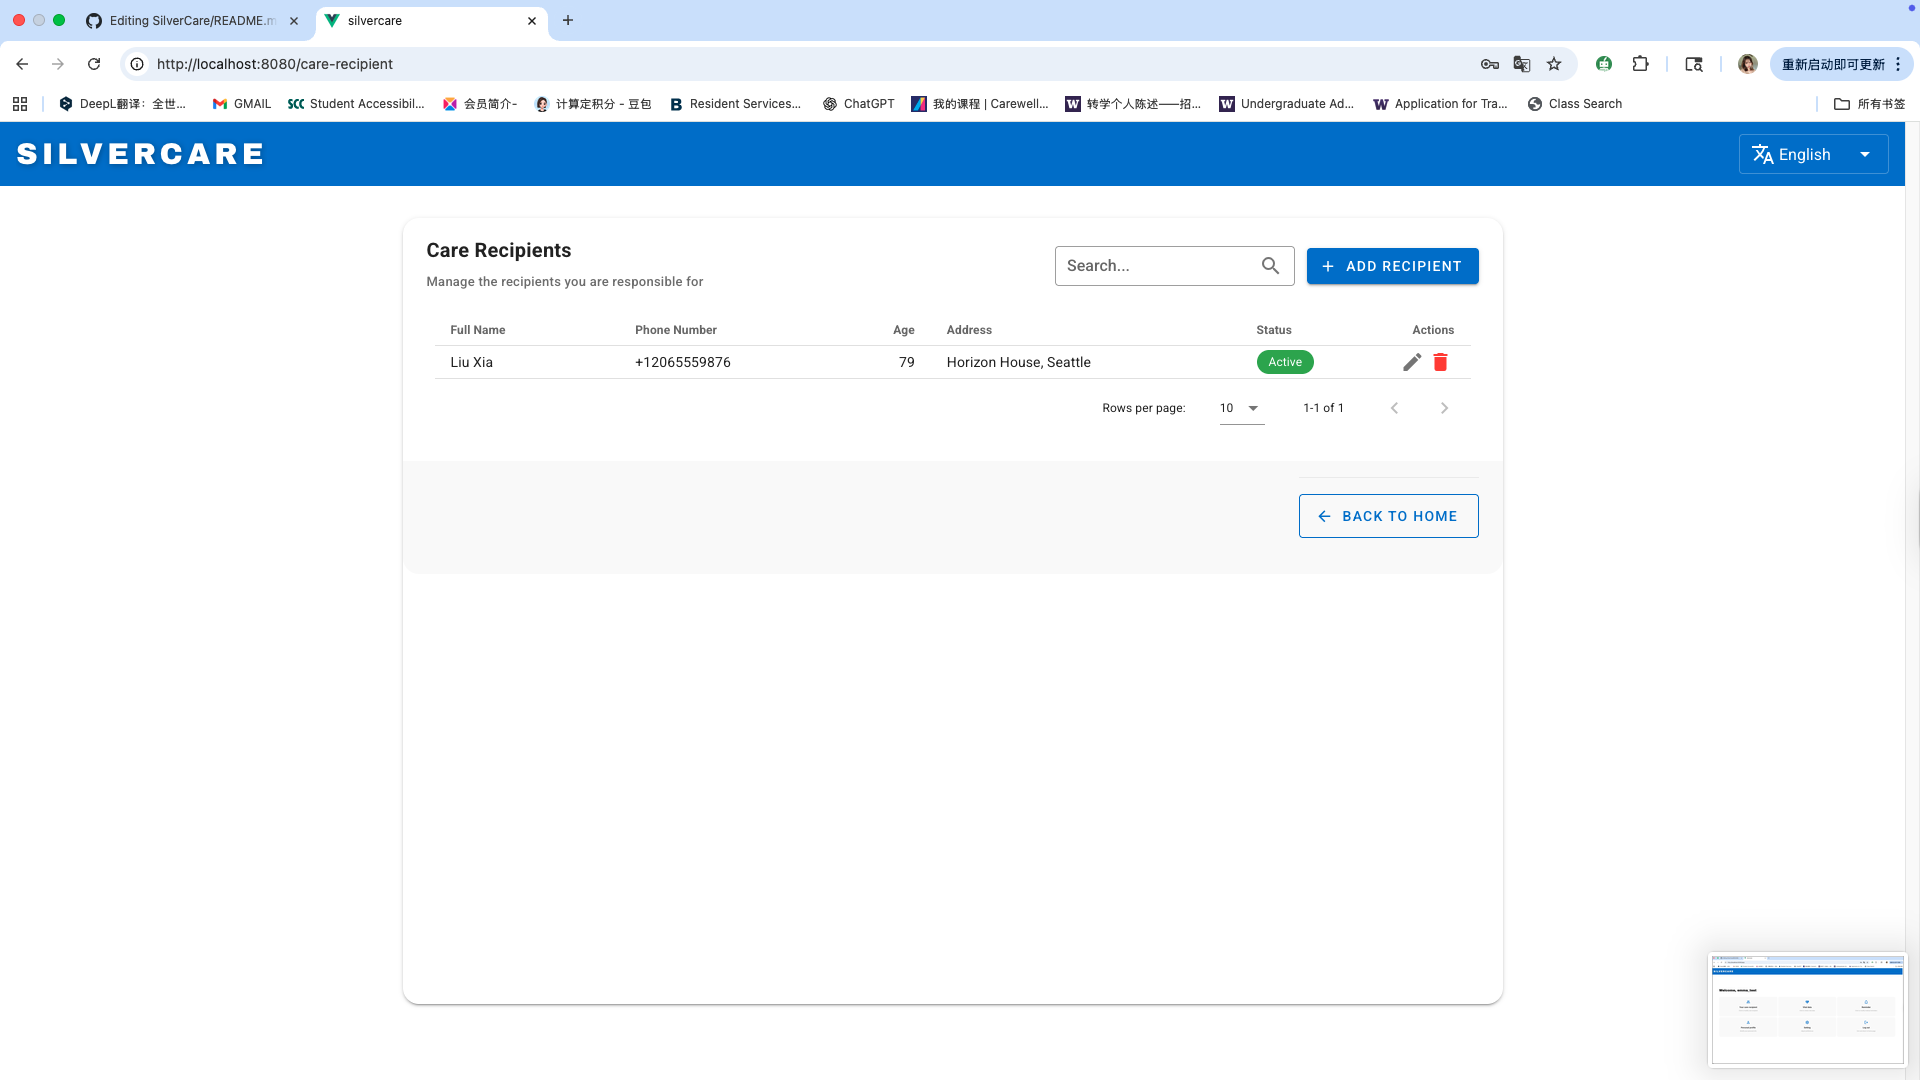 Editing SilverCare/README.m
silvercare
http://localhost:8080/care-recipient
重新启动即可更新
DeepL翻译：全世...
GMAIL
SCC Student Accessibil...
会员简介-
计算定积分 - 豆包
B Resident Services...
ChatGPT
我的课程 | Carewell...
W 转学个人陈述——招...
W Undergraduate Ad...
W Application for Tra...
Class Search
所有书签
SILVERCARE
English
Care Recipients
Manage the recipients you are responsible for
Search...
+ ADD RECIPIENT
Full Name Phone Number Age Address Status Actions
Liu Xia +12065559876 79 Horizon House, Seattle Active
Rows per page: 10 1-1 of 1
BACK TO HOME
SILVERCARE